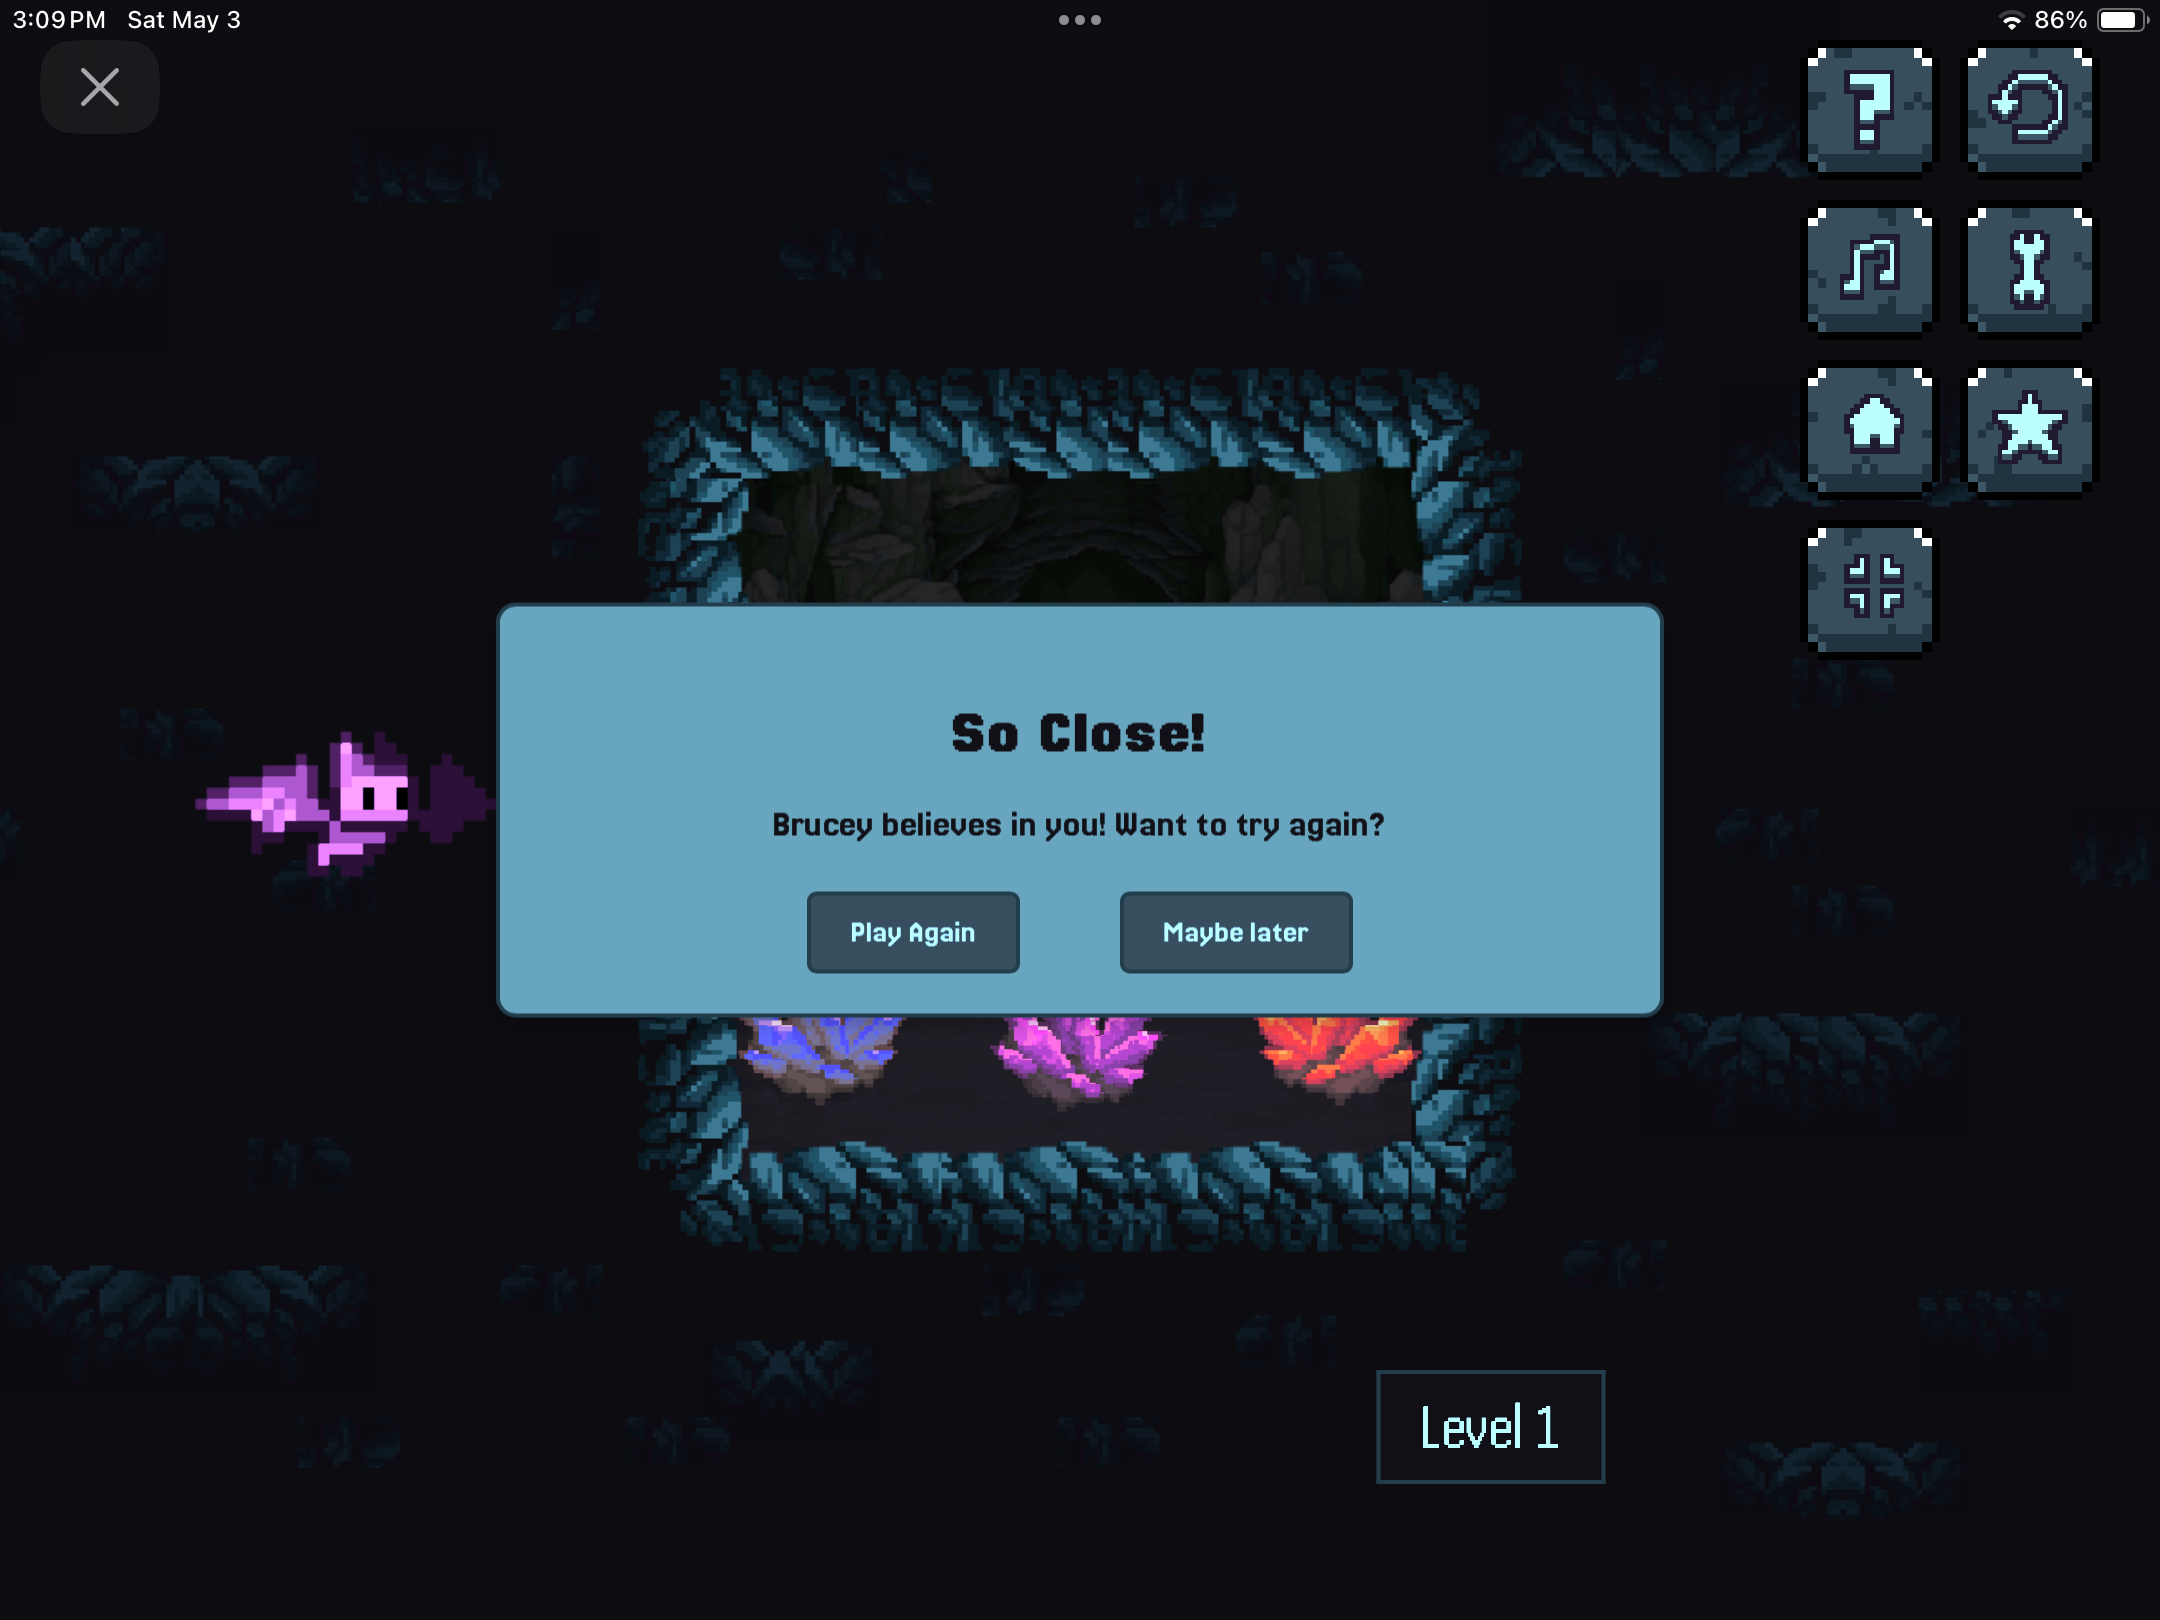 3:09 PM Sat May 3
86%
So Close!
Brucey believes in you! Want to try again?
Play Again
Maybe later
Level 1